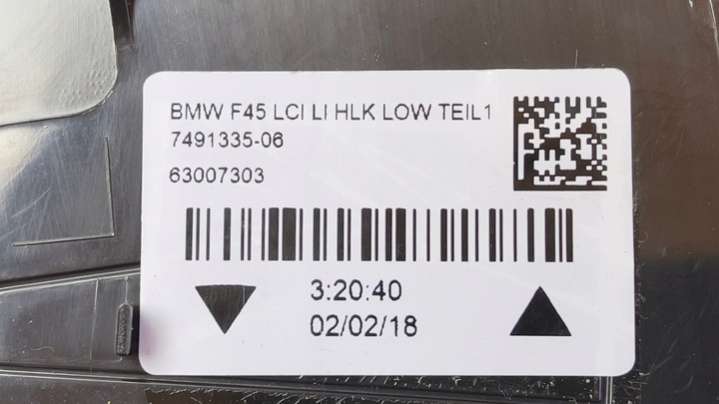 BMW F45 LCI LI HLK LOW TEIL1
7491335-06
63007303
3:20:40
02/02/18